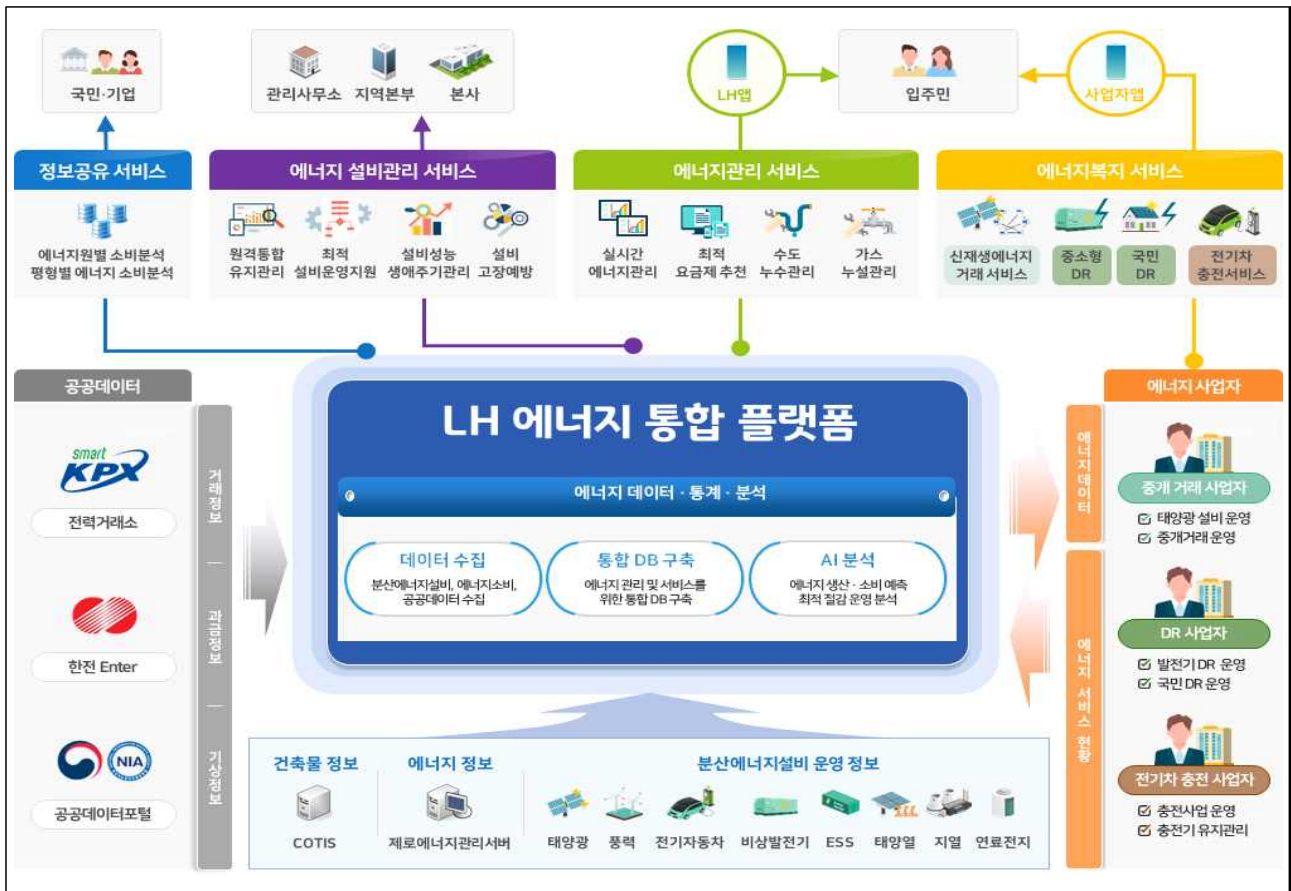 국민·기업
관리사무소 지역본부 본사
LH앱
입주민
사업자앱
정보공유 서비스
에너지원별 소비분석
평형별 에너지 소비분석
에너지 설비관리 서비스
원격통합
유지관리
최적
설비운영지원
설비성능
생애주기관리
설비
고장예방
에너지관리 서비스
실시간
에너지관리
최적
요금제 추천
수도
누수관리
가스
누설관리
에너지복지 서비스
신재생에너지
거래 서비스
중소형
DR
국민
DR
전기차
충전서비스
공공데이터
smart
KPX
전력거래소
한전 Enter
NIA
공공데이터포털
거래정보
과금정보
기상정보
LH 에너지 통합 플랫폼
에너지 데이터 · 통계 · 분석
데이터 수집
분산에너지설비, 에너지소비,
공공데이터 수집
통합 DB 구축
에너지 관리 및 서비스를
위한 통합 DB 구축
AI 분석
에너지 생산 · 소비 예측
최적 절감 운영 분석
건축물 정보
COTIS
에너지 정보
제로에너지관리서버
분산에너지설비 운영 정보
태양광 풍력 전기자동차 비상발전기 ESS 태양열 지열 연료전지
에너지데이터
에너지 서비스 현황
에너지 사업자
중개 거래 사업자
태양광 설비 운영
중개거래 운영
DR 사업자
발전기 DR 운영
국민 DR 운영
전기차 충전 사업자
충전사업 운영
충전기 유지관리